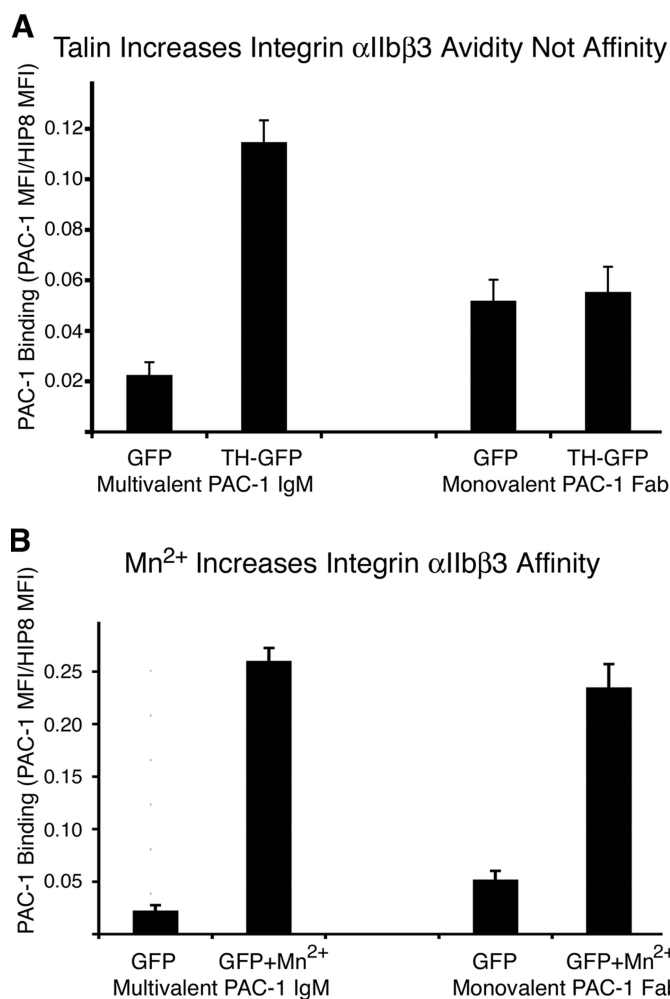 A
Talin Increases Integrin αIIbβ3 Avidity Not Affinity
PAC-1 Binding (PAC-1 MFI/HIP8 MFI)
0.12
0.10
0.08
0.06
0.04
0.02
GFP TH-GFP GFP TH-GFP
Multivalent PAC-1 IgM Monovalent PAC-1 Fab
B
Mn²⁺ Increases Integrin αIIbβ3 Affinity
PAC-1 Binding (PAC-1 MFI/HIP8 MFI)
0.25
0.20
0.15
0.10
0.05
GFP GFP+Mn²⁺ GFP GFP+Mn²⁺
Multivalent PAC-1 IgM Monovalent PAC-1 Fab